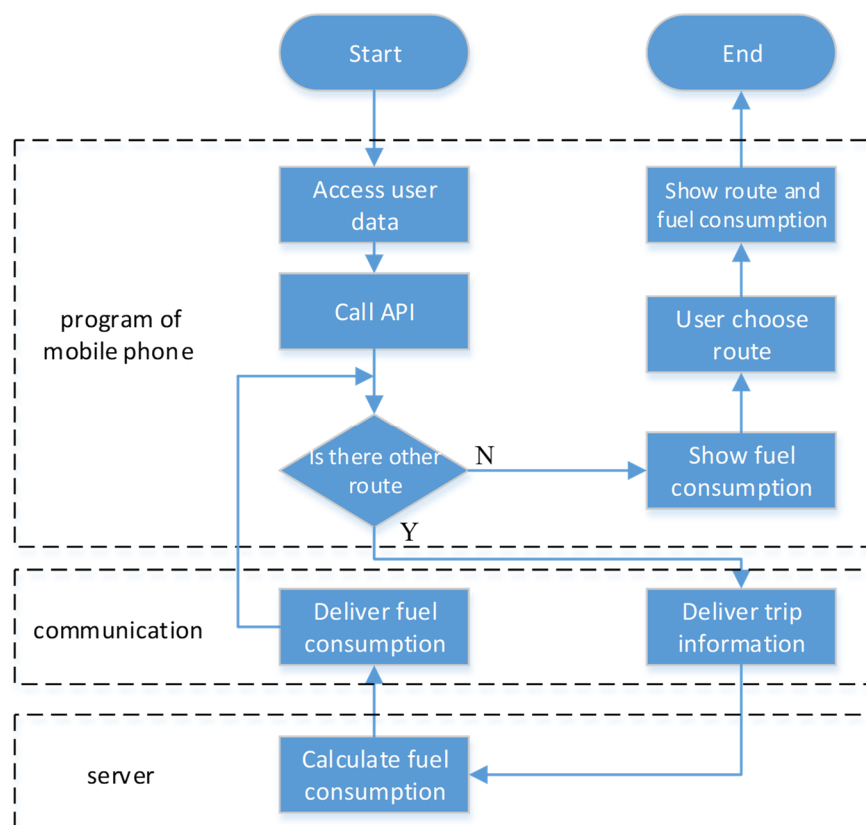 Start
End
Access user
data
Show route and
fuel consumption
Call API
program of
mobile phone
User choose
route
Is there other
route
N
Show fuel
consumption
Y
communication
Deliver fuel
consumption
Deliver trip
information
server
Calculate fuel
consumption